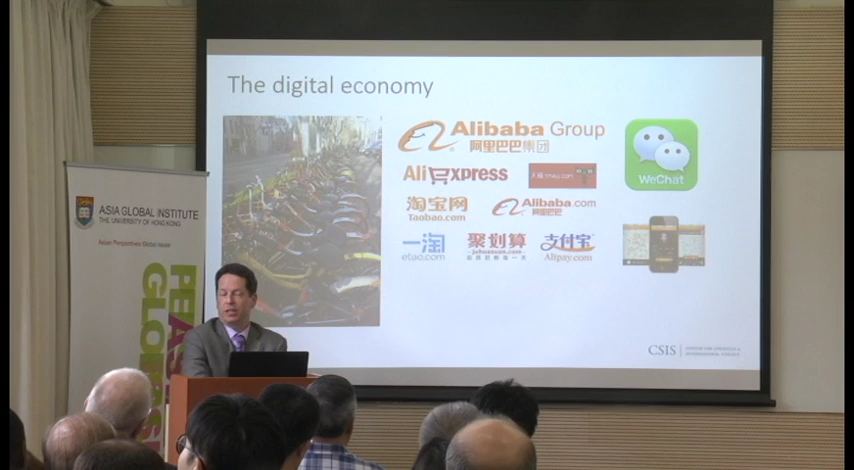 The digital economy
Alibaba Group
阿里巴巴集团
AliExpress
淘宝网
Taobao.com
Alibaba.com
阿里巴巴
一淘
etao.com
聚划算
支付宝
Alipay.com
WeChat
CSIS
ASIA GLOBAL INSTITUTE
THE UNIVERSITY OF HONG KONG
Asian Perspectives Global Issues